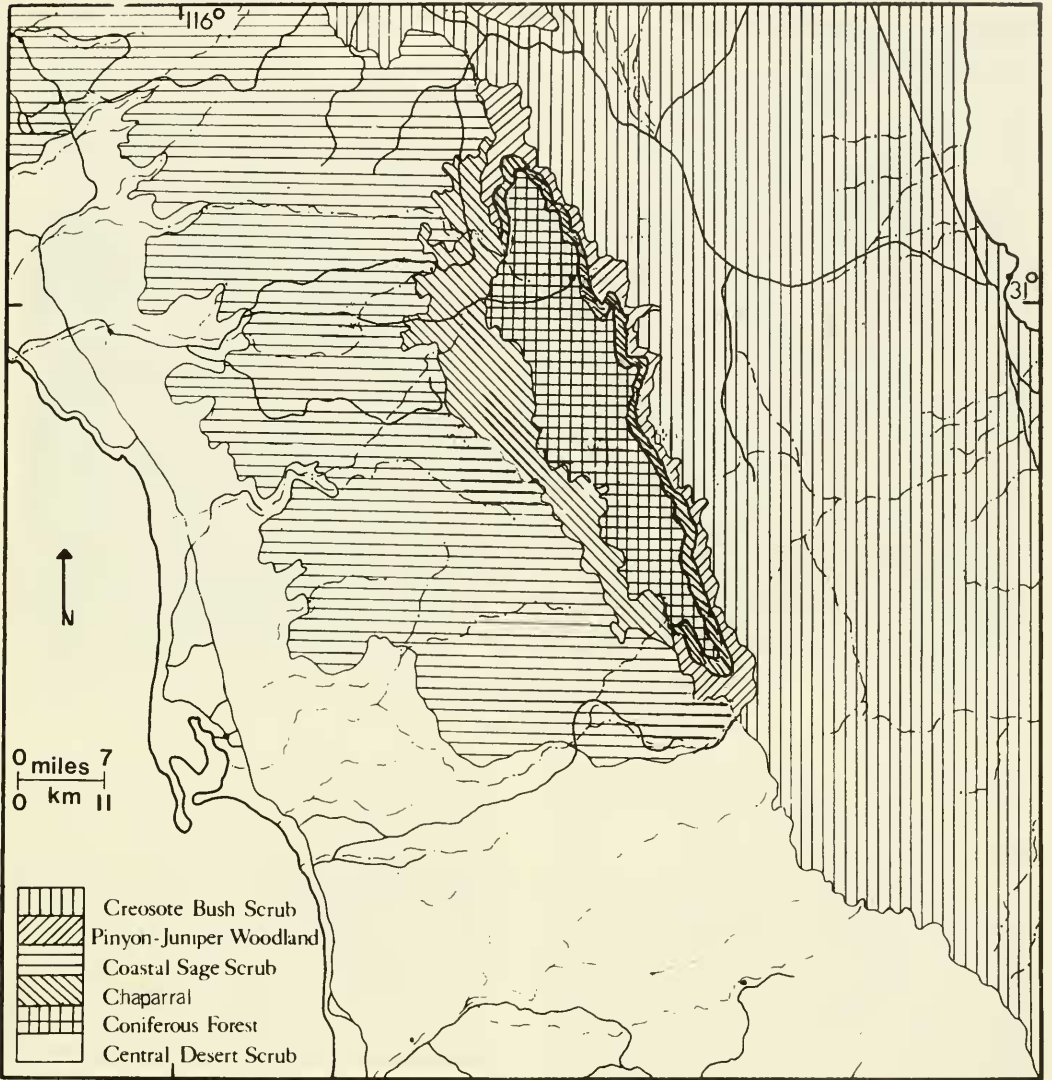 116°
31°
N
0 miles 7
0 km 11
Creosote Bush Scrub
Pinyon-Juniper Woodland
Coastal Sage Scrub
Chaparral
Coniferous Forest
Central Desert Scrub